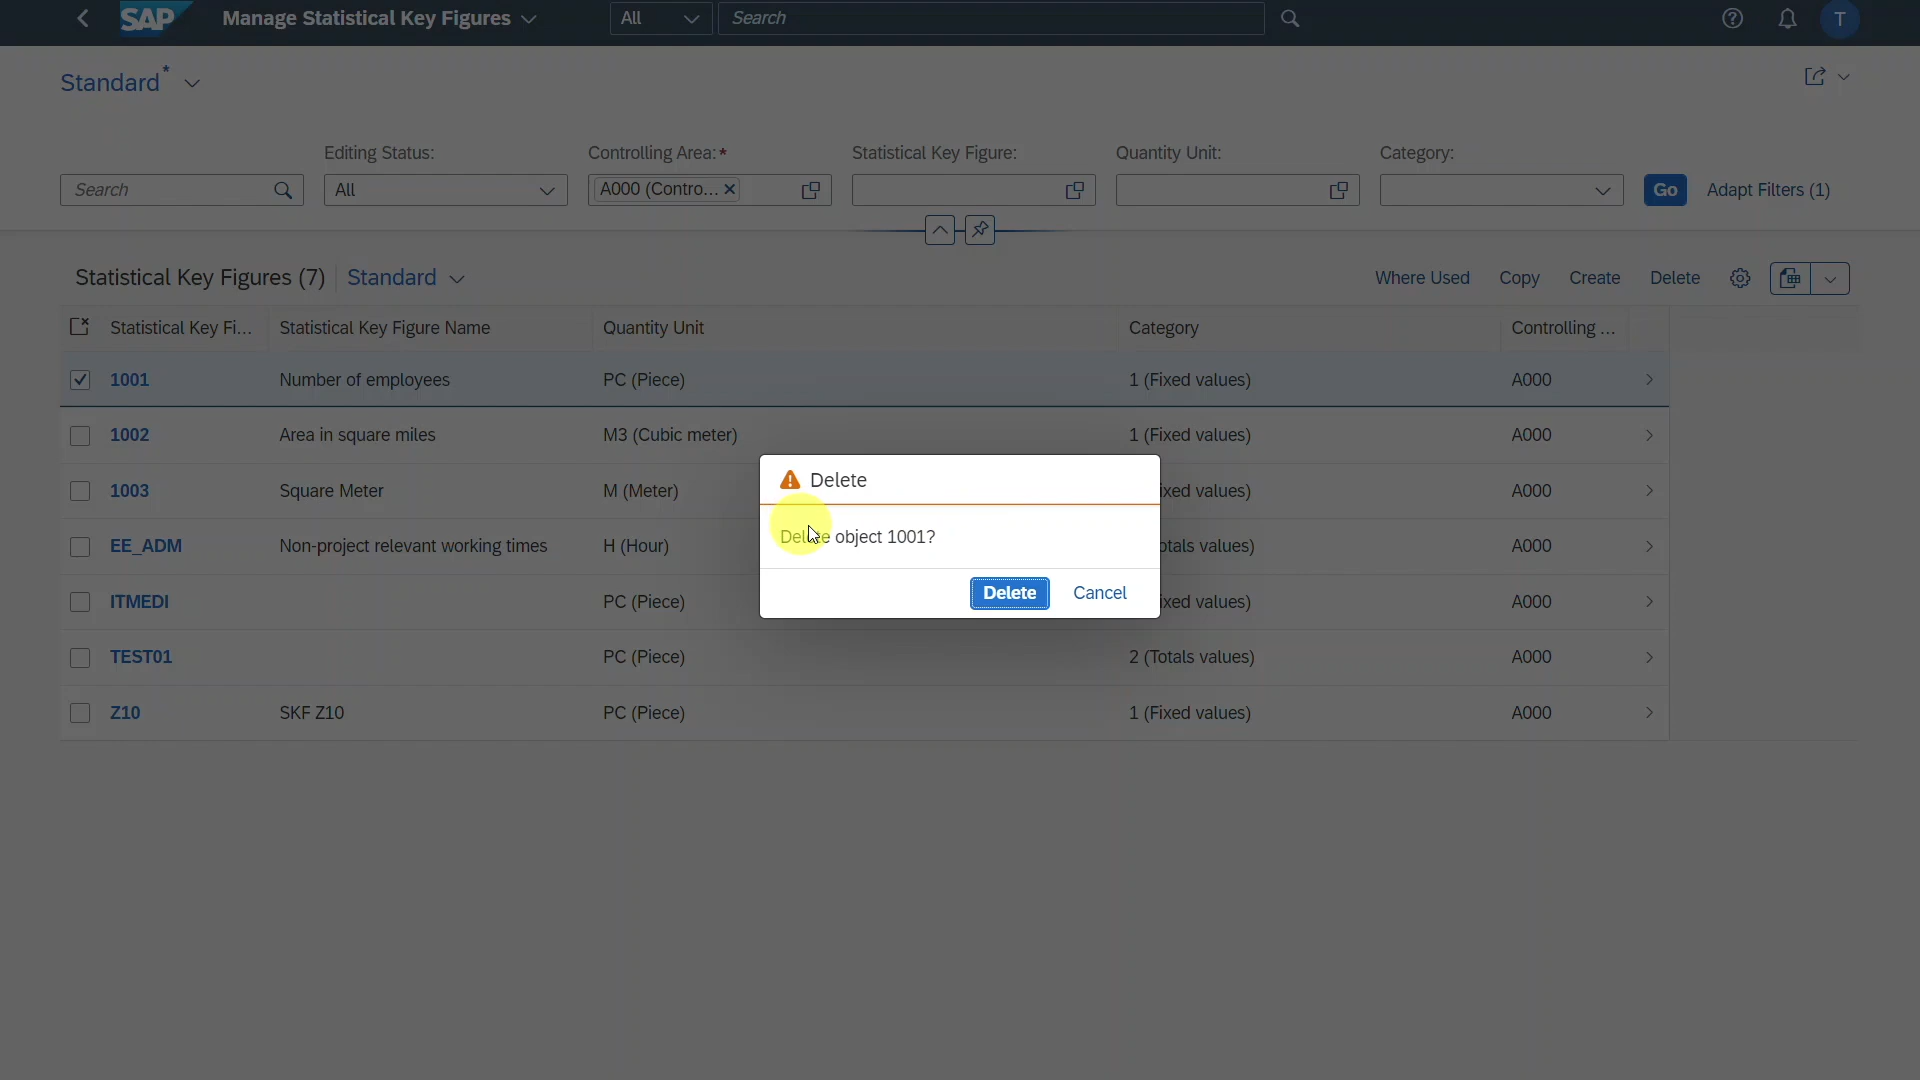 SAP Manage Statistical Key Figures All Search T
Standard*
Editing Status: Controlling Area:* Statistical Key Figure: Quantity Unit: Category:
Search All A000 (Contro... Go Adapt Filters (1)
Statistical Key Figures (7) Standard Where Used Copy Create Delete
Statistical Key Fi... Statistical Key Figure Name Quantity Unit Category Controlling ...
1001 Number of employees PC (Piece) 1 (Fixed values) A000
1002 Area in square miles M3 (Cubic meter) 1 (Fixed values) A000
1003 Square Meter M (Meter) ixed values) A000
EE_ADM Non-project relevant working times H (Hour) otals values) A000
ITMEDI PC (Piece) ixed values) A000
TEST01 PC (Piece) 2 (Totals values) A000
Z10 SKF Z10 PC (Piece) 1 (Fixed values) A000
Delete
Delete object 1001?
Delete Cancel